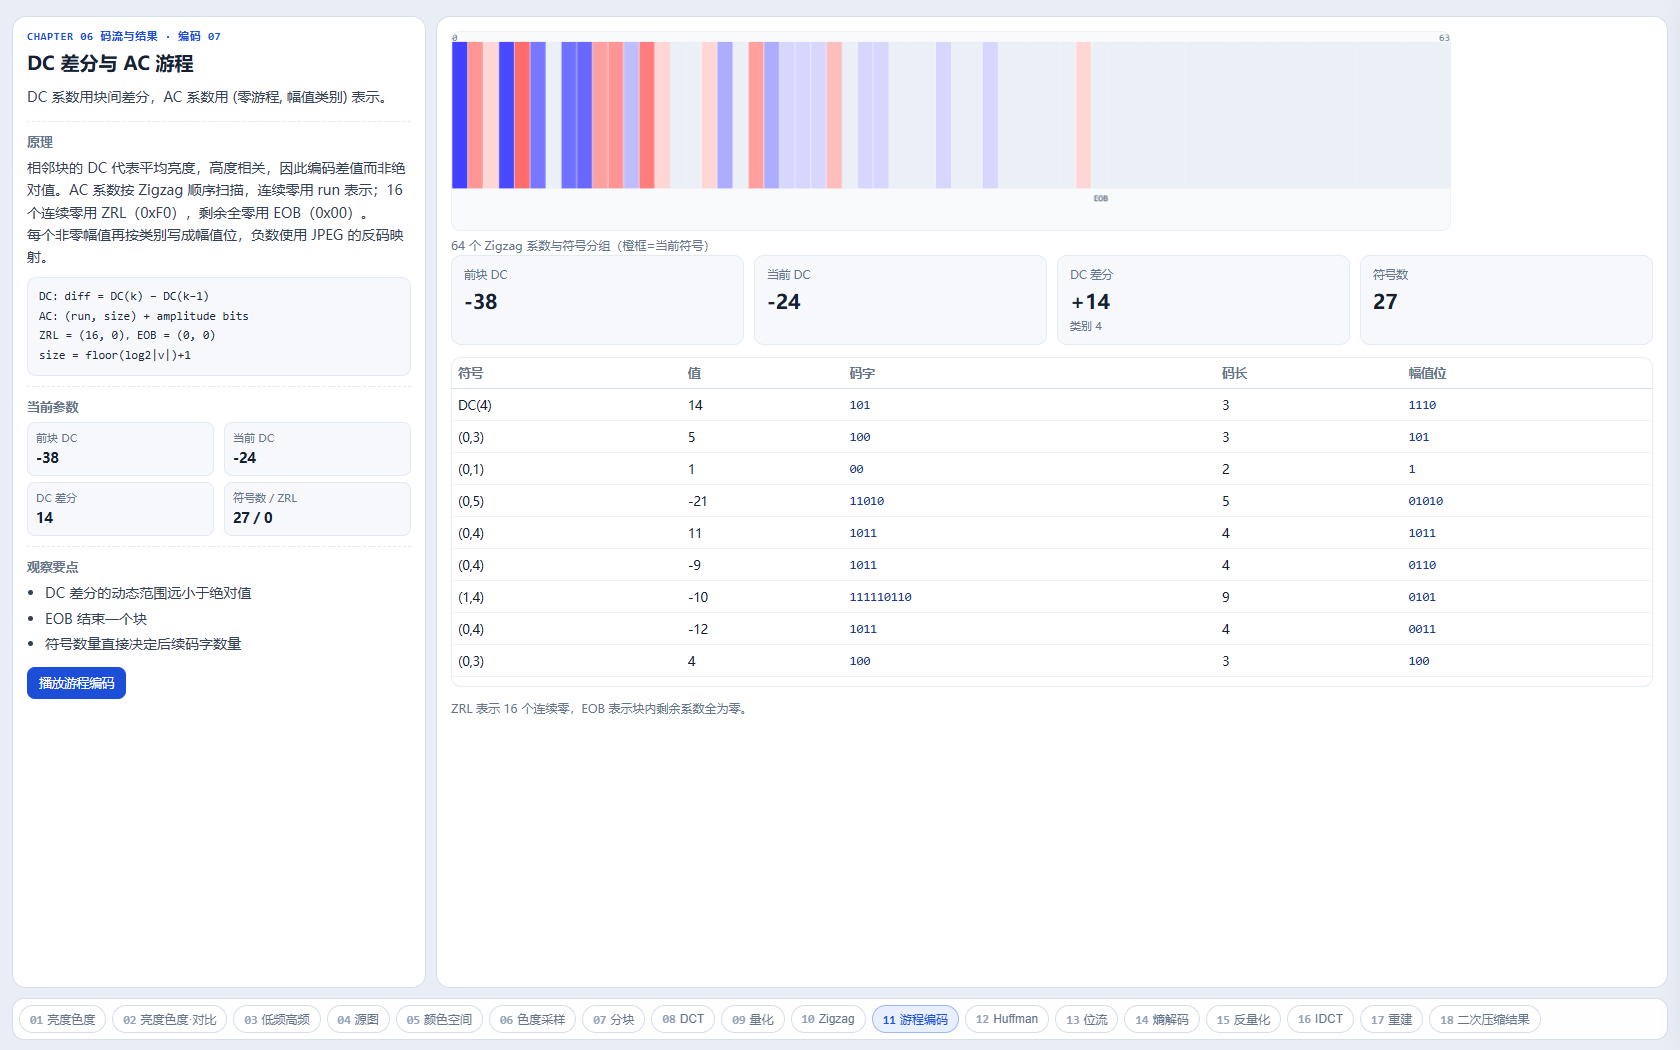 CHAPTER 06 码流与结果 · 编码 07
DC 差分与 AC 游程
DC 系数用块间差分，AC 系数用 (零游程, 幅值类别) 表示。
原理
相邻块的 DC 代表平均亮度，高度相关，因此编码差值而非绝
对值。AC 系数按 Zigzag 顺序扫描，连续零用 run 表示；16
个连续零用 ZRL（0xF0），剩余全零用 EOB（0x00）。
每个非零幅值再按类别写成幅值位，负数使用 JPEG 的反码映
射。
DC: diff = DC(k) − DC(k−1)
AC: (run, size) + amplitude bits
ZRL = (16, 0), EOB = (0, 0)
size = floor(log2|v|)+1
当前参数
前块 DC
-38
当前 DC
-24
DC 差分
14
符号数 / ZRL
27 / 0
观察要点
• DC 差分的动态范围远小于绝对值
• EOB 结束一个块
• 符号数量直接决定后续码字数量
播放游程编码
0 63
EOB
64 个 Zigzag 系数与符号分组（橙框=当前符号）
前块 DC
-38
当前 DC
-24
DC 差分
+14
类别 4
符号数
27
符号 值 码字 码长 幅值位
DC(4) 14 101 3 1110
(0,3) 5 100 3 101
(0,1) 1 00 2 1
(0,5) -21 11010 5 01010
(0,4) 11 1011 4 1011
(0,4) -9 1011 4 0110
(1,4) -10 111110110 9 0101
(0,4) -12 1011 4 0011
(0,3) 4 100 3 100
ZRL 表示 16 个连续零，EOB 表示块内剩余系数全为零。
01 亮度色度 02 亮度色度·对比 03 低频高频 04 源图 05 颜色空间 06 色度采样 07 分块 08 DCT 09 量化 10 Zigzag 11 游程编码 12 Huffman 13 位流 14 熵解码 15 反量化 16 IDCT 17 重建 18 二次压缩结果